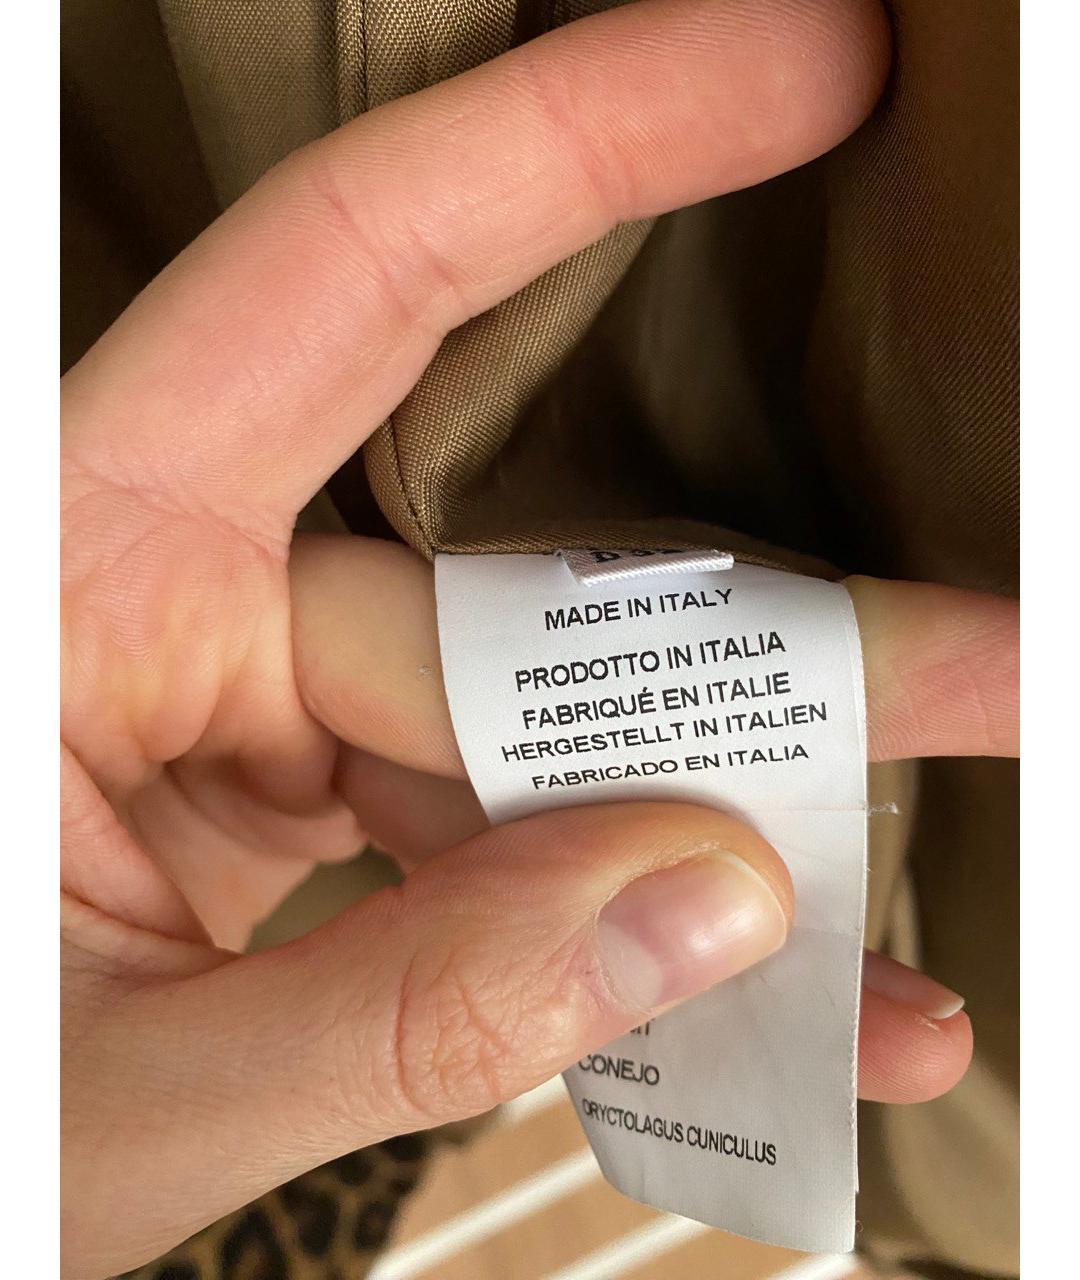 MADE IN ITALY
PRODOTTO IN ITALIA
FABRIQUÉ EN ITALIE
HERGESTELLT IN ITALIEN
FABRICADO EN ITALIA
CONEJO
ORYCTOLAGUS CUNICULUS